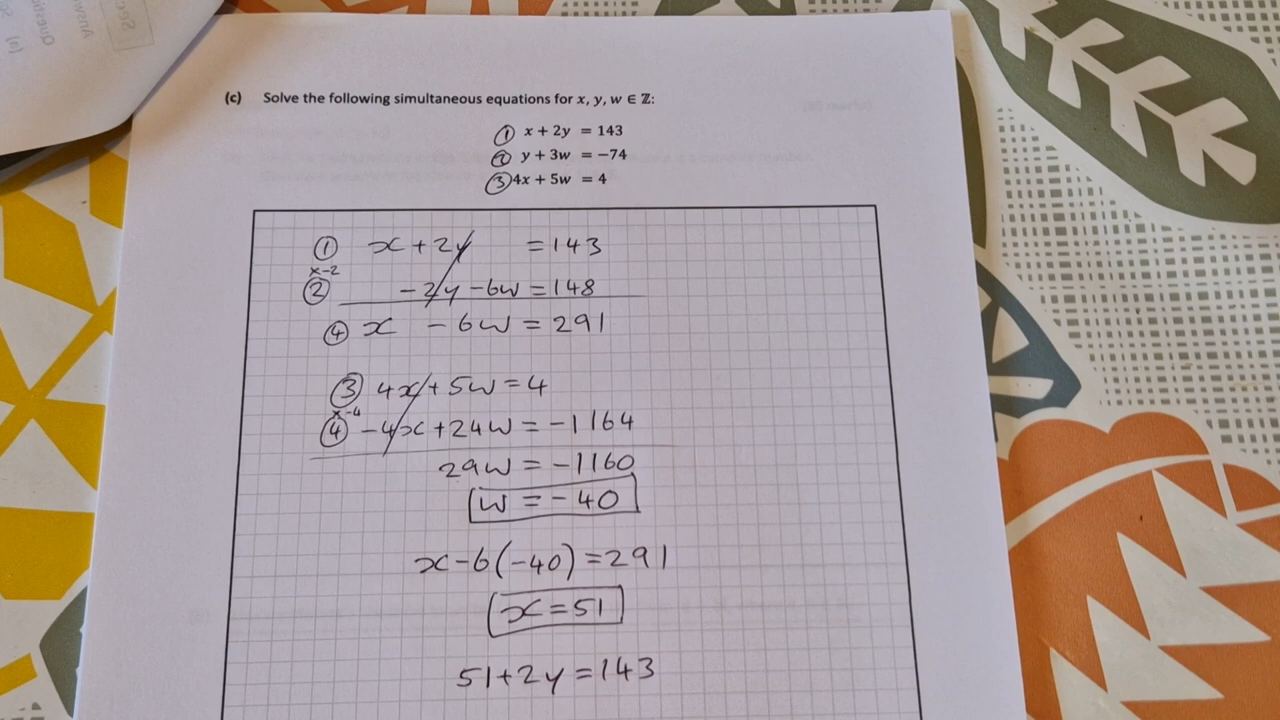 (c) Solve the following simultaneous equations for x, y, w ∈ ℤ:
① x + 2y = 143
② y + 3w = −74
③ 4x + 5w = 4
① x + 2y = 143
×−2
② − 2y − 6w = 148
④ x − 6w = 291
③ 4x + 5w = 4
×−4
④ −4x + 24w = −1164
29w = −1160
w = −40
x − 6(−40) = 291
x = 51
51 + 2y = 143